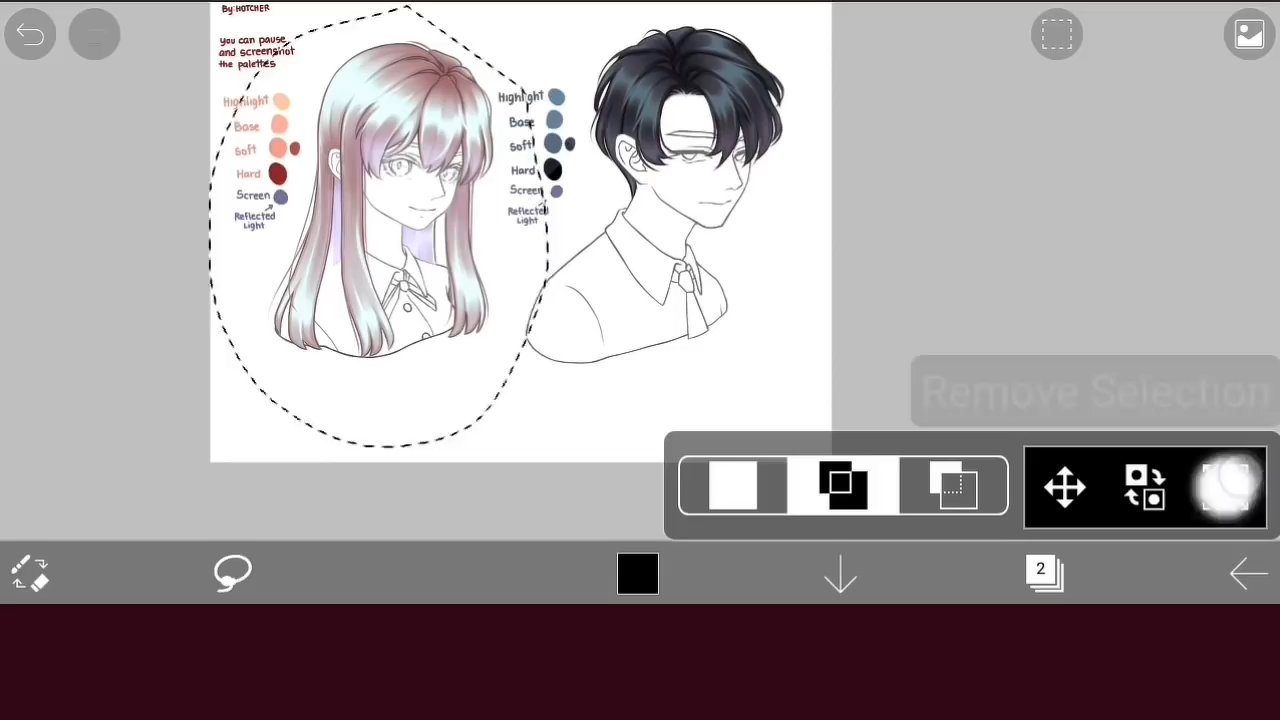 By: HOTCHER
you can pause
and screenshot
the palettes
Highlight
Base
Soft
Hard
Screen
Reflected
Light
Highlight
Base
Soft
Hard
Screen
Reflected
Light
Remove Selection
2